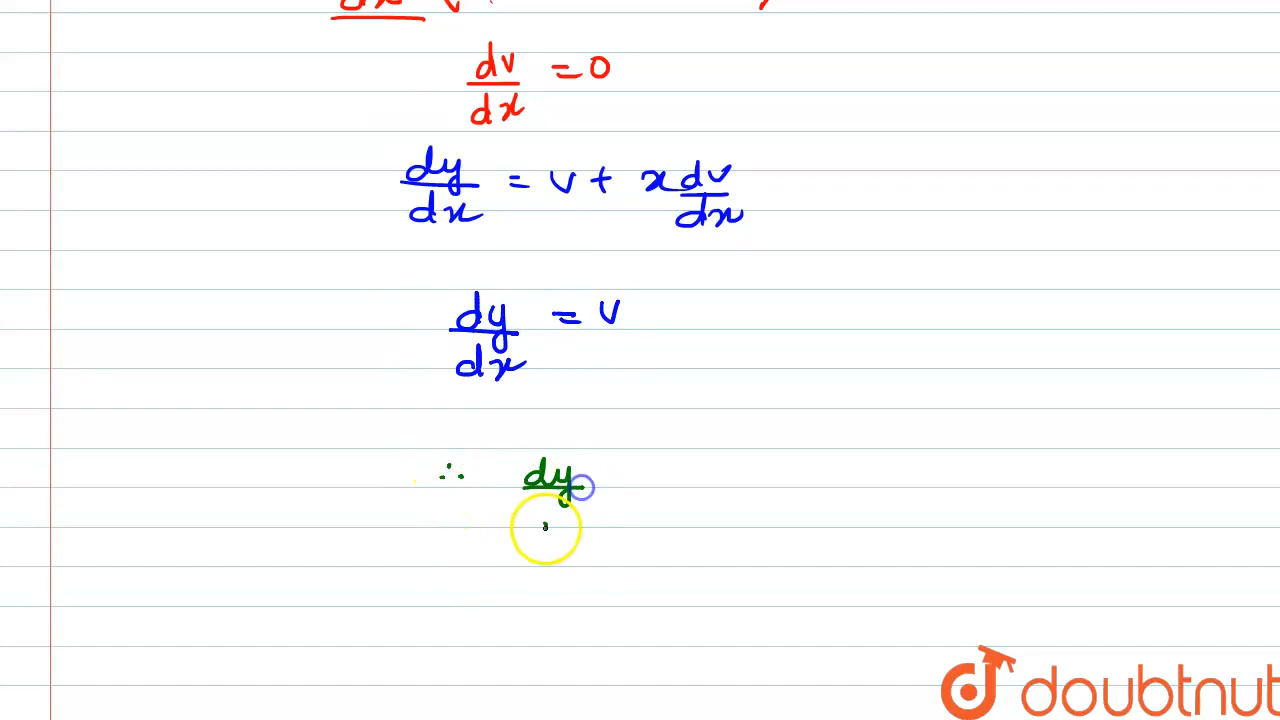 dv/dx = 0
dy/dx = v + x dv/dx
dy/dx = v
∴ dy
doubtnut